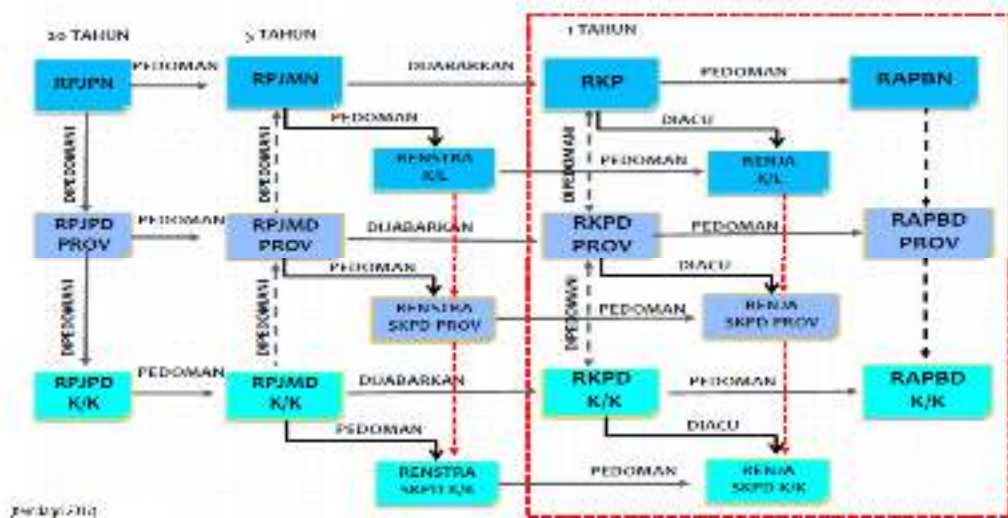 20 TAHUN
5 TAHUN
1 TAHUN
RPJPN
PEDOMAN
RPJMN
DIJABARKAN
RKP
PEDOMAN
RAPBN
PEDOMAN
DIACU
DIPEDOMANI
DIPEDOMANI
DIPEDOMANI
RENSTRA
K/L
PEDOMAN
RENJA
K/L
RPJPD
PROV
PEDOMAN
RPJMD
PROV
DIJABARKAN
RKPD
PROV
PEDOMAN
RAPBD
PROV
PEDOMAN
DIACU
DIPEDOMANI
DIPEDOMANI
DIPEDOMANI
RENSTRA
SKPD PROV
PEDOMAN
RENJA
SKPD PROV
RPJPD
K/K
PEDOMAN
RPJMD
K/K
DIJABARKAN
RKPD
K/K
PEDOMAN
RAPBD
K/K
PEDOMAN
DIACU
RENSTRA
SKPD K/K
PEDOMAN
RENJA
SKPD K/K